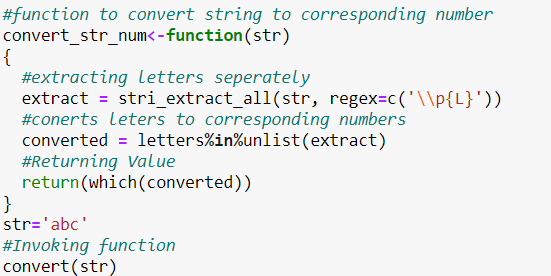 #function to convert string to corresponding number
convert_str_num<-function(str)
{
  #extracting letters seperately
  extract = stri_extract_all(str, regex=c('\\p{L}'))
  #conerts leters to corresponding numbers
  converted = letters%in%unlist(extract)
  #Returning Value
  return(which(converted))
}
str='abc'
#Invoking function
convert(str)